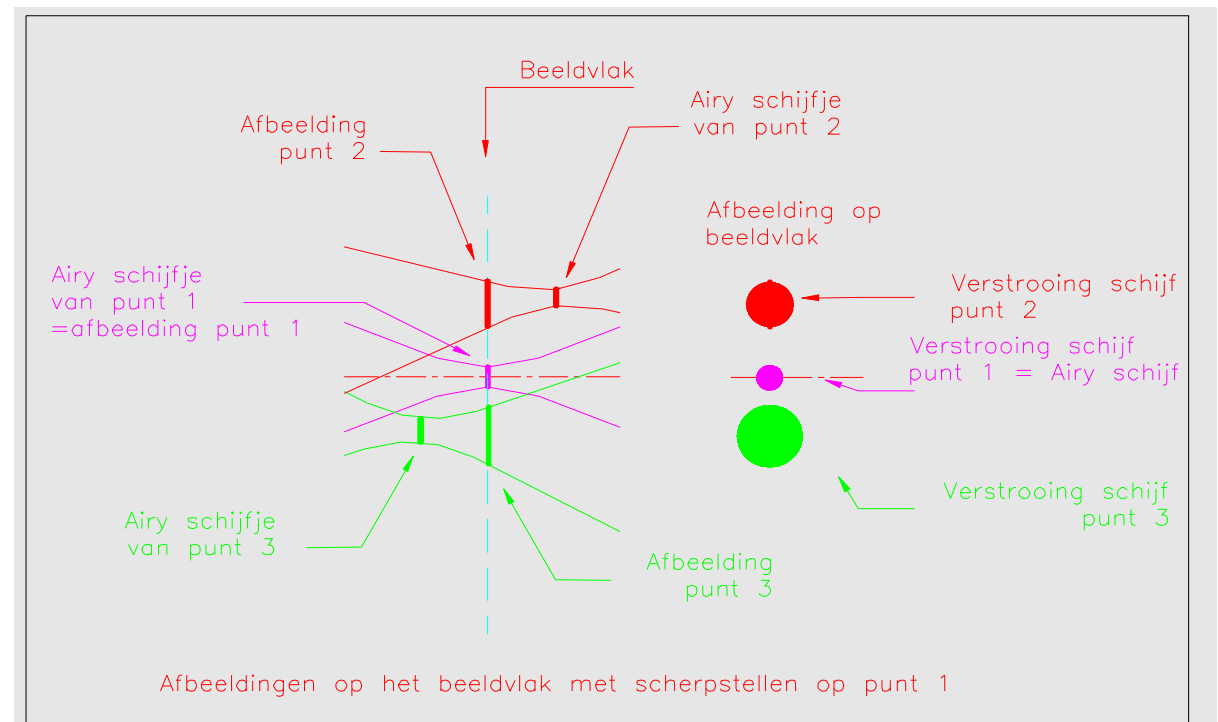 Beeldvlak
Airy schijfje
van punt 2
Afbeelding
punt 2
Afbeelding op
beeldvlak
Airy schijfje
van punt 1
=afbeelding punt 1
Verstrooing schijf
punt 2
Verstrooing schijf
punt 1 = Airy schijf
Verstrooing schijf
punt 3
Airy schijfje
van punt 3
Afbeelding
punt 3
Afbeeldingen op het beeldvlak met scherpstellen op punt 1